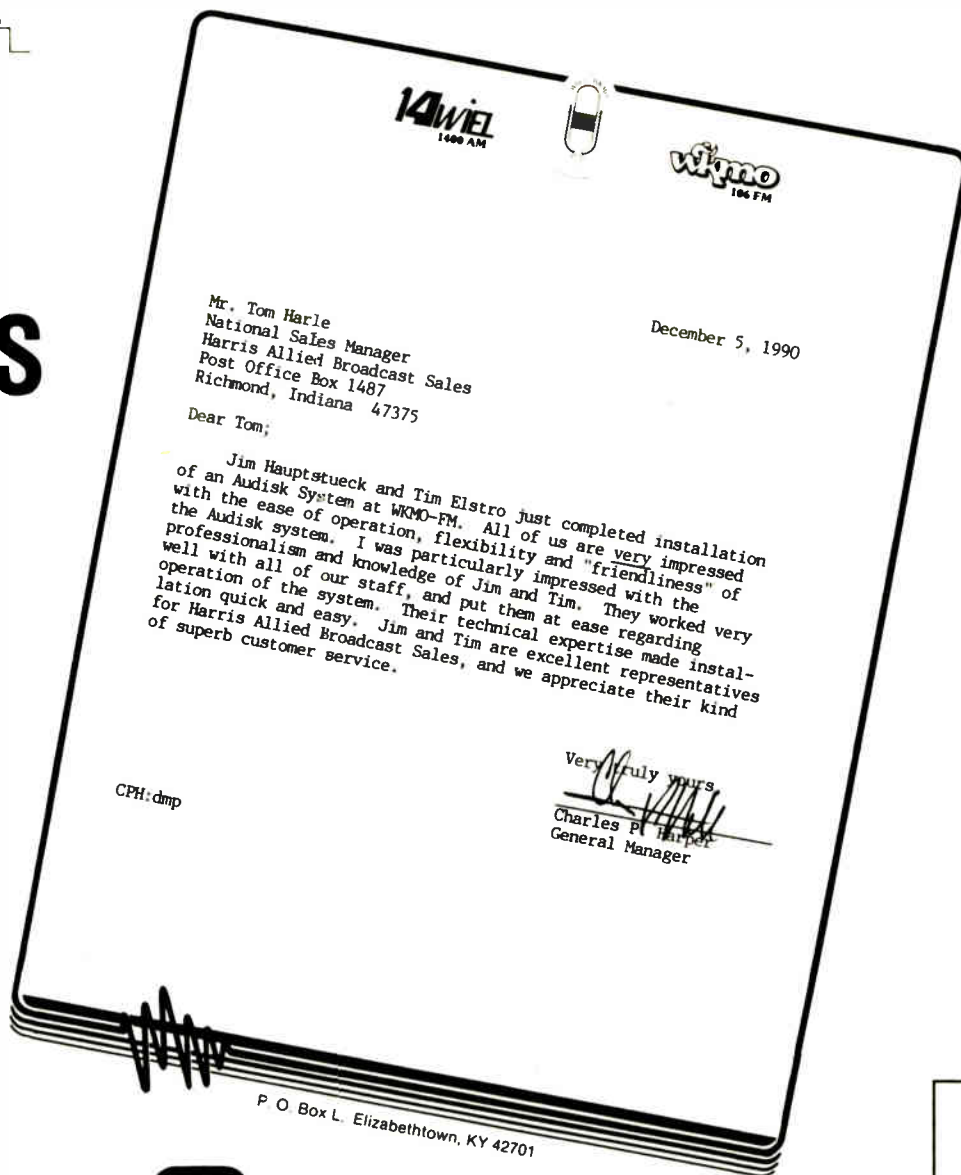 S
14 WIEL
1400 AM
wkmo
106 FM
December 5, 1990
Mr. Tom Harle
National Sales Manager
Harris Allied Broadcast Sales
Post Office Box 1487
Richmond, Indiana 47375
Dear Tom;
Jim Hauptstueck and Tim Elstro just completed installation
of an Audisk System at WKMO-FM. All of us are very impressed
with the ease of operation, flexibility and "friendliness" of
the Audisk system. I was particularly impressed with the
professionalism and knowledge of Jim and Tim. They worked very
well with all of our staff, and put them at ease regarding
operation of the system. Their technical expertise made instal-
lation quick and easy. Jim and Tim are excellent representatives
for Harris Allied Broadcast Sales, and we appreciate their kind
of superb customer service.
Very truly yours
Charles P. Harper
General Manager
CPH:dmp
P. O. Box L. Elizabethtown, KY 42701